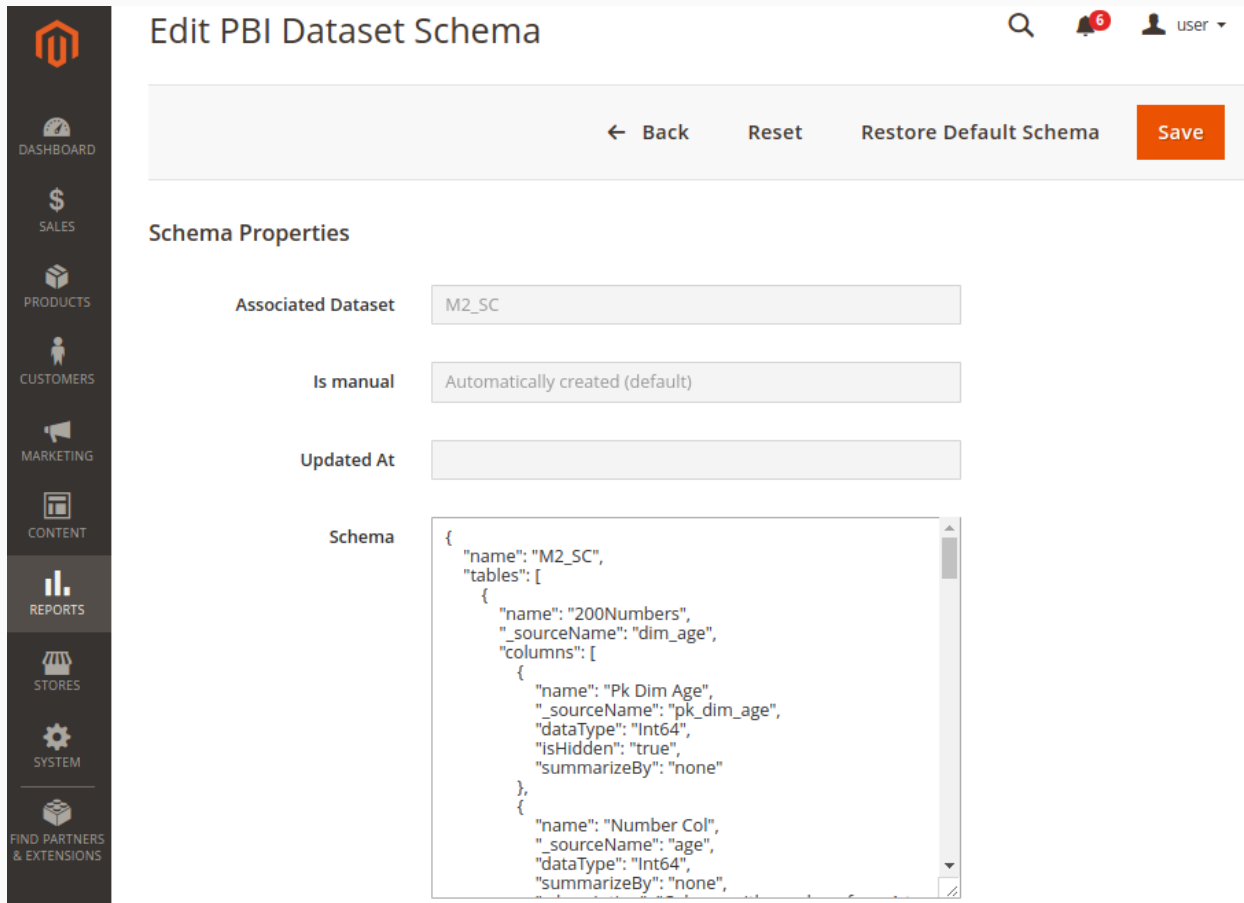 Edit PBI Dataset Schema
6
user
Back
Reset
Restore Default Schema
Save
DASHBOARD
SALES
PRODUCTS
CUSTOMERS
MARKETING
CONTENT
REPORTS
STORES
SYSTEM
FIND PARTNERS
& EXTENSIONS
Schema Properties
Associated Dataset
M2_SC
Is manual
Automatically created (default)
Updated At
Schema
{
"name": "M2_SC",
"tables": [
{
"name": "200Numbers",
"_sourceName": "dim_age",
"columns": [
{
"name": "Pk Dim Age",
"_sourceName": "pk_dim_age",
"dataType": "Int64",
"isHidden": "true",
"summarizeBy": "none"
},
{
"name": "Number Col",
"_sourceName": "age",
"dataType": "Int64",
"summarizeBy": "none",